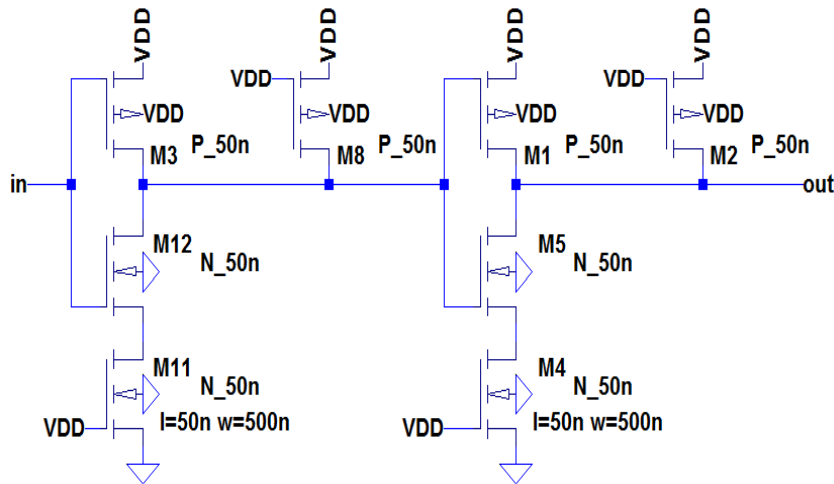 VDD VDD VDD VDD
VDD VDD
VDD VDD VDD VDD
P_50n P_50n P_50n P_50n
M3 M8 M1 M2
in out
M12 M5
N_50n N_50n
M11 M4
N_50n N_50n
VDD l=50n w=500n VDD l=50n w=500n